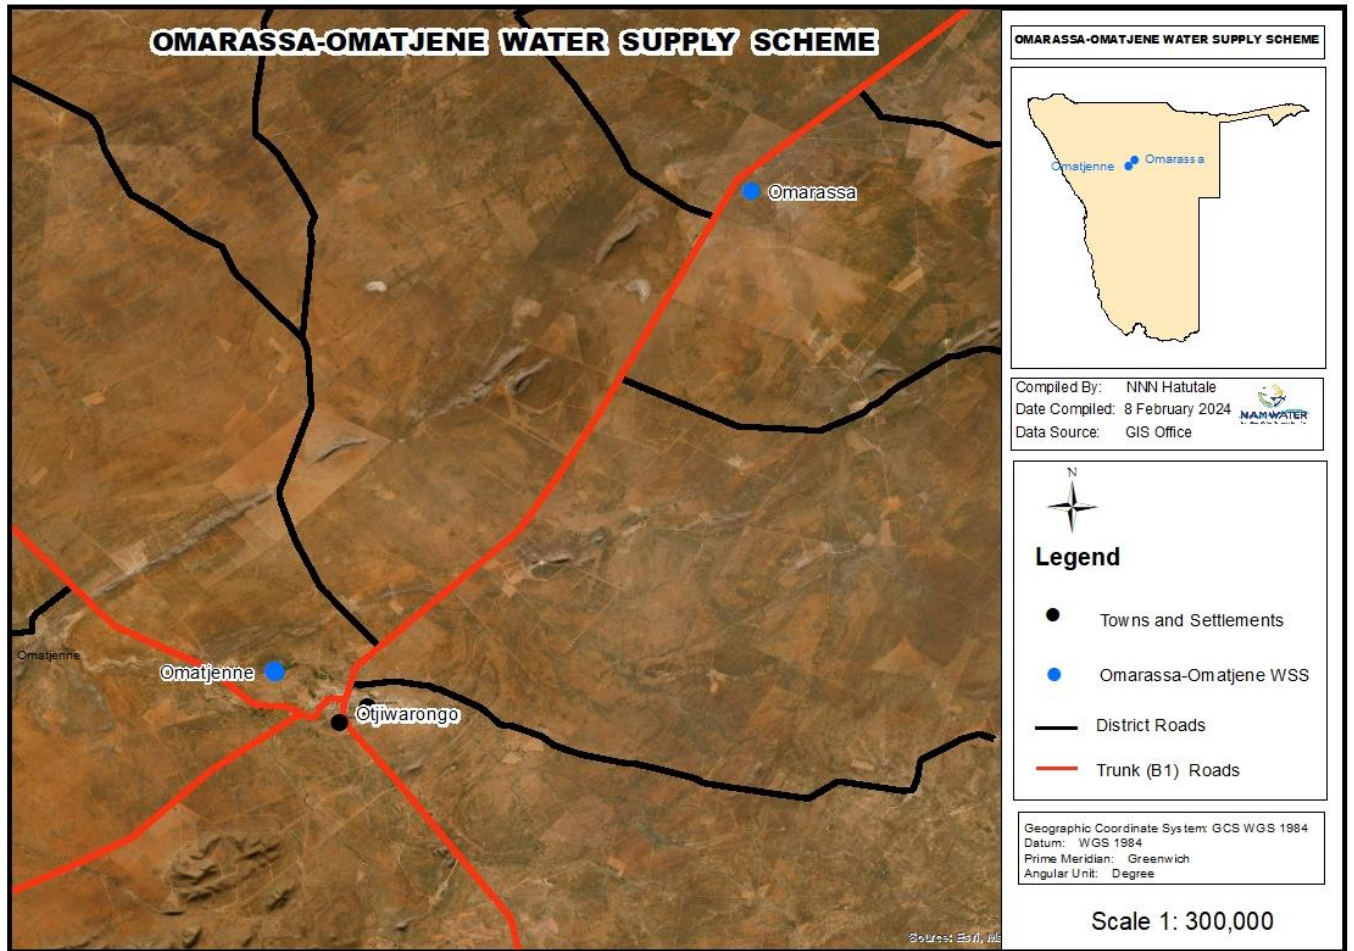 OMARASSA-OMATJENE WATER SUPPLY SCHEME
Omarassa
Omatjenne
Omatjenne
Otjiwarongo
Source: Esri,
OMARASSA-OMATJENE WATER SUPPLY SCHEME
Omatjenne
Omarassa
Compiled By: NNN Hatutale
Date Compiled: 8 February 2024
Data Source: GIS Office
NAMWATER
N
Legend
Towns and Settlements
Omarassa-Omatjene WSS
District Roads
Trunk (B1) Roads
Geographic Coordinate System: GCS WGS 1984
Datum: WGS 1984
Prime Meridian: Greenwich
Angular Unit: Degree
Scale 1: 300,000